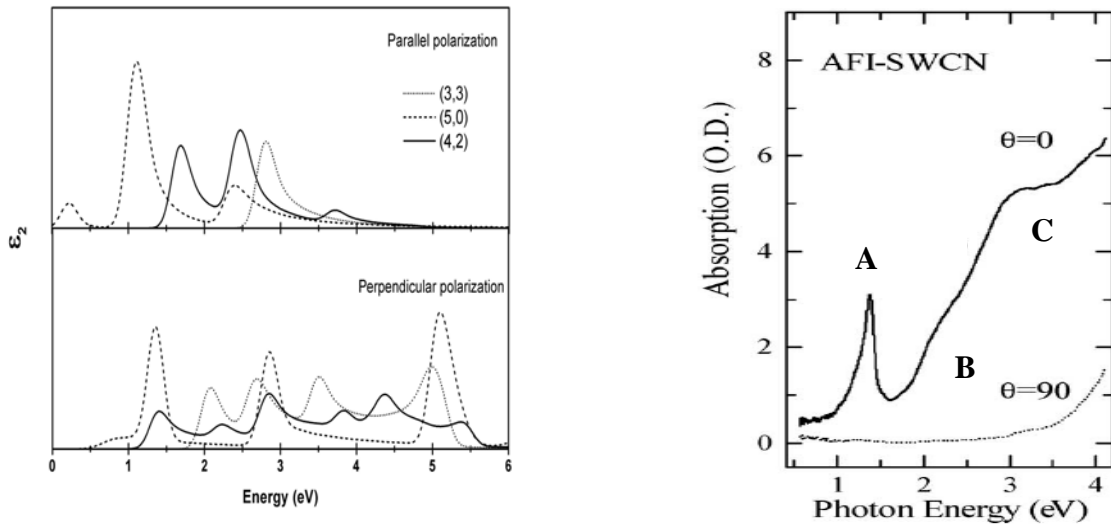 Parallel polarization
(3,3)
(5,0)
(4,2)
ε2
Perpendicular polarization
0 1 2 3 4 5 6
Energy (eV)
AFI-SWCN
8
6
4
2
0
Absorption (O.D.)
θ=0
A
C
B
θ=90
1 2 3 4
Photon Energy (eV)